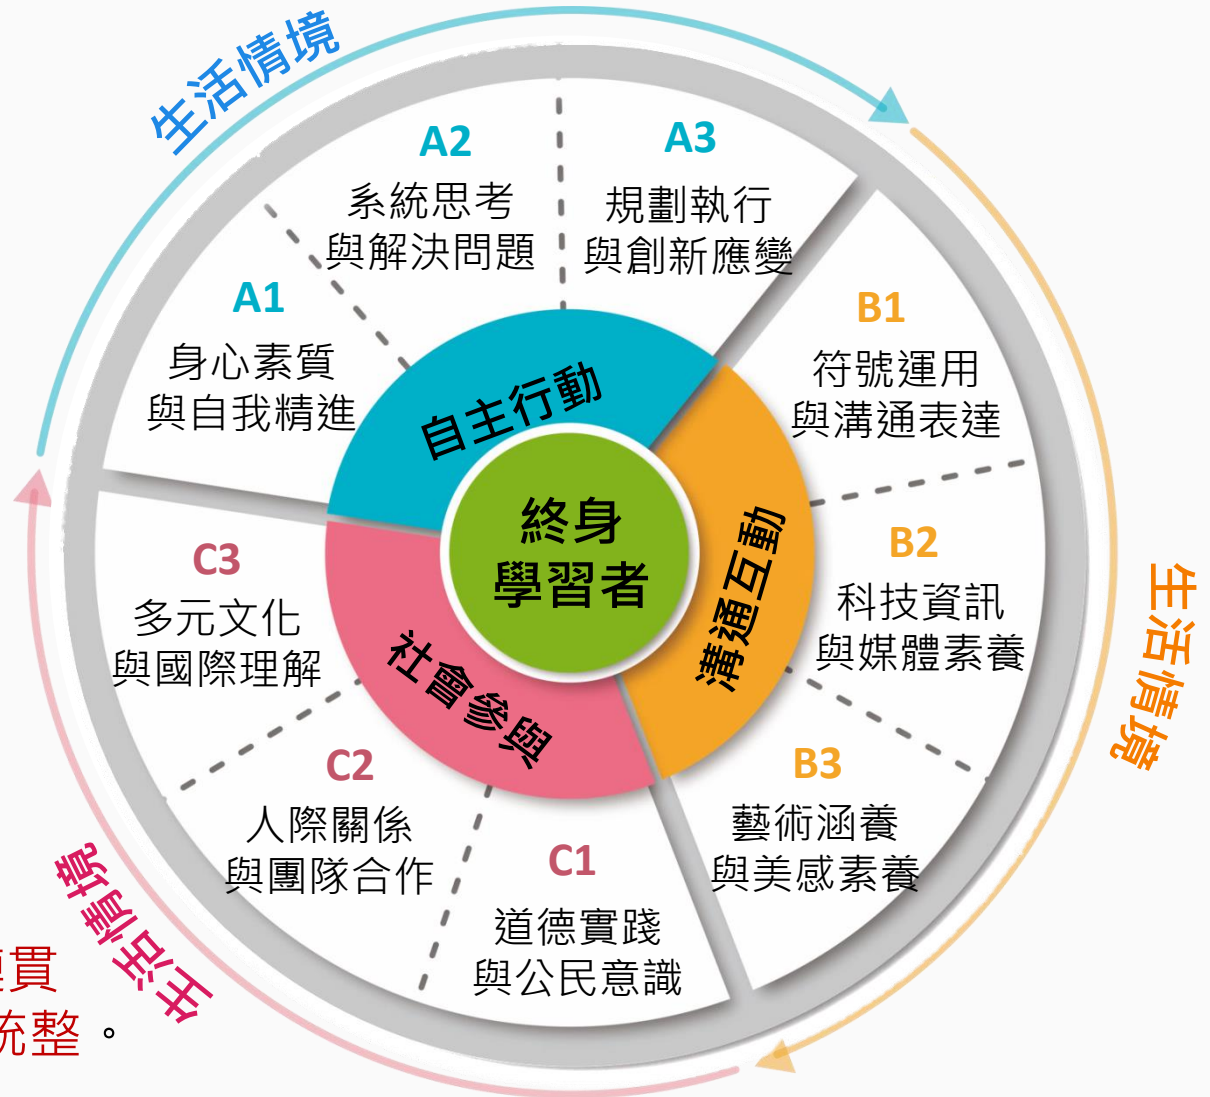 生活情境
A1
身心素質
與自我精進
A2
系統思考
與解決問題
A3
規劃執行
與創新應變
自主行動
B1
符號運用
與溝通表達
B2
科技資訊
與媒體素養
B3
藝術涵養
與美感素養
溝通互動
生活情境
C1
道德實踐
與公民意識
C2
人際關係
與團隊合作
C3
多元文化
與國際理解
社會參與
生活情境
終身
學習者
貫
統整。